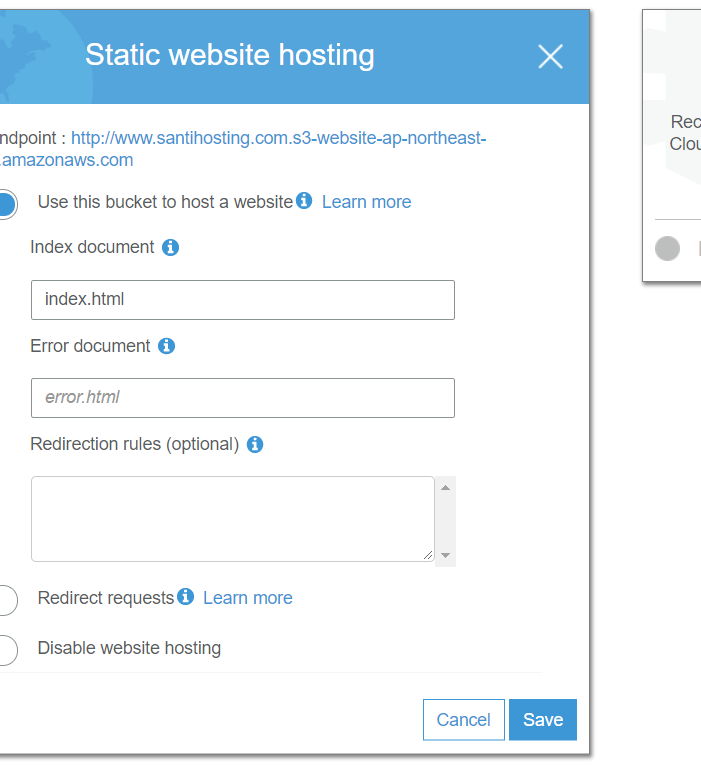 Static website hosting
ndpoint : http://www.santihosting.com.s3-website-ap-northeast-
.amazonaws.com
Use this bucket to host a website Learn more
Index document
index.html
Error document
error.html
Redirection rules (optional)
Redirect requests Learn more
Disable website hosting
Cancel Save
Rec
Clou